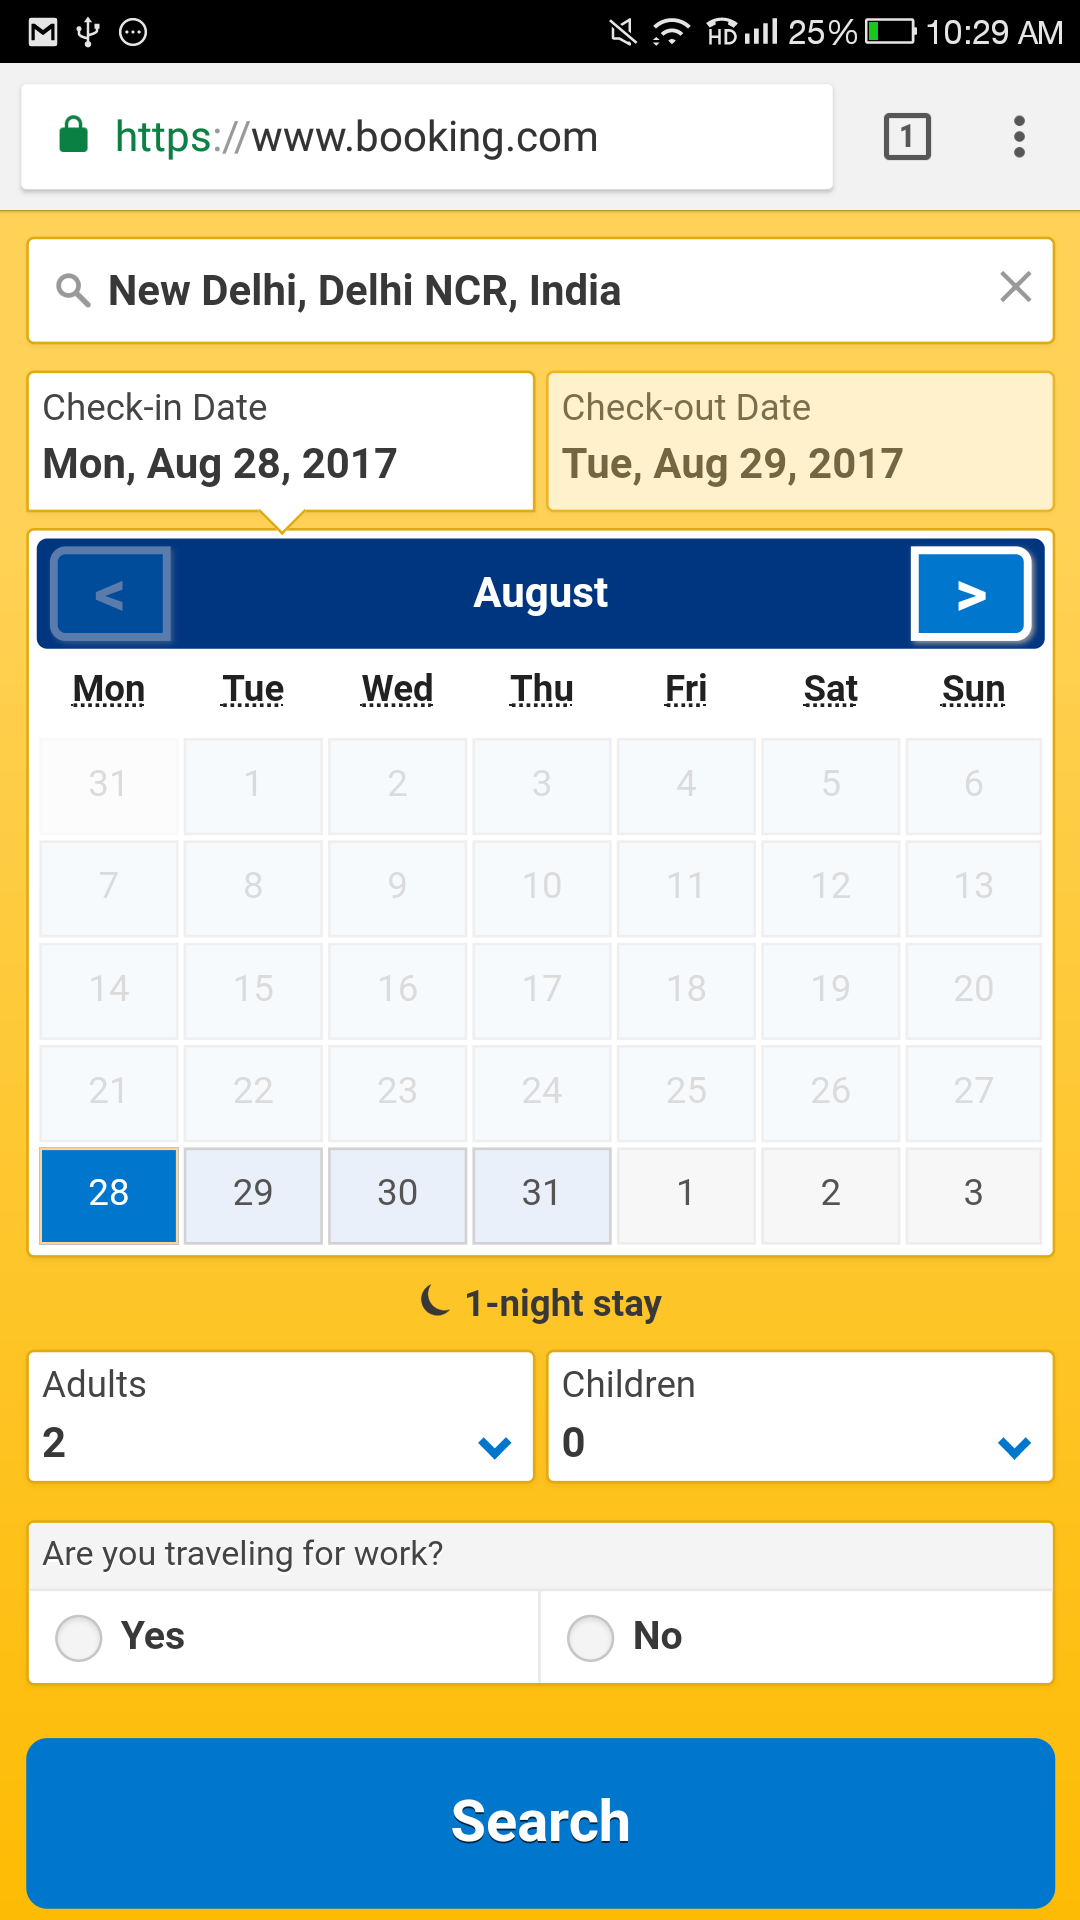 25% 10:29 AM
HD
https://www.booking.com
1
New Delhi, Delhi NCR, India
Check-in Date Check-out Date
Mon, Aug 28, 2017 Tue, Aug 29, 2017
< August >
Mon Tue Wed Thu Fri Sat Sun
31 1 2 3 4 5 6
7 8 9 10 11 12 13
14 15 16 17 18 19 20
21 22 23 24 25 26 27
28 29 30 31 1 2 3
1-night stay
Adults Children
2 0
Are you traveling for work?
Yes No
Search